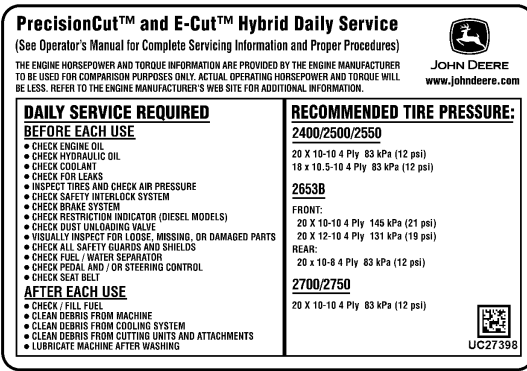 PrecisionCut™ and E-Cut™ Hybrid Daily Service
(See Operator's Manual for Complete Servicing Information and Proper Procedures)
THE ENGINE HORSEPOWER AND TORQUE INFORMATION ARE PROVIDED BY THE ENGINE MANUFACTURER
TO BE USED FOR COMPARISON PURPOSES ONLY. ACTUAL OPERATING HORSEPOWER AND TORQUE WILL
BE LESS. REFER TO THE ENGINE MANUFACTURER'S WEB SITE FOR ADDITIONAL INFORMATION.
JOHN DEERE
www.johndeere.com
DAILY SERVICE REQUIRED
BEFORE EACH USE
● CHECK ENGINE OIL
● CHECK HYDRAULIC OIL
● CHECK COOLANT
● CHECK FOR LEAKS
● INSPECT TIRES AND CHECK AIR PRESSURE
● CHECK SAFETY INTERLOCK SYSTEM
● CHECK BRAKE SYSTEM
● CHECK RESTRICTION INDICATOR (DIESEL MODELS)
● CHECK DUST UNLOADING VALVE
● VISUALLY INSPECT FOR LOOSE, MISSING, OR DAMAGED PARTS
● CHECK ALL SAFETY GUARDS AND SHIELDS
● CHECK FUEL / WATER SEPARATOR
● CHECK PEDAL AND / OR STEERING CONTROL
● CHECK SEAT BELT
AFTER EACH USE
● CHECK / FILL FUEL
● CLEAN DEBRIS FROM MACHINE
● CLEAN DEBRIS FROM COOLING SYSTEM
● CLEAN DEBRIS FROM CUTTING UNITS AND ATTACHMENTS
● LUBRICATE MACHINE AFTER WASHING
RECOMMENDED TIRE PRESSURE:
2400/2500/2550
20 X 10-10 4 Ply 83 kPa (12 psi)
18 x 10.5-10 4 Ply 83 kPa (12 psi)
2653B
FRONT:
20 X 10-10 4 Ply 145 kPa (21 psi)
20 X 12-10 4 Ply 131 kPa (19 psi)
REAR:
20 x 10-8 4 Ply 83 kPa (12 psi)
2700/2750
20 X 10-10 4 Ply 83 kPa (12 psi)
UC27398